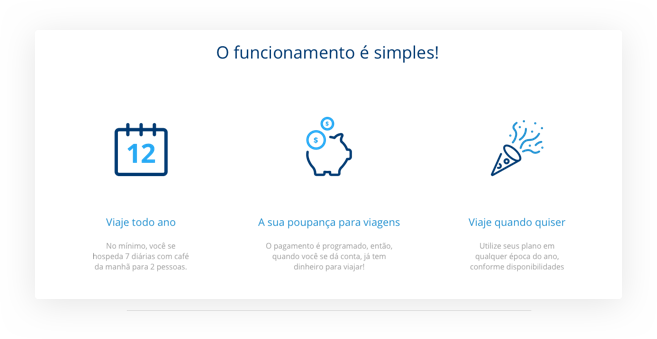 O funcionamento é simples!
12
$
$
Viaje todo ano
A sua poupança para viagens
Viaje quando quiser
No mínimo, você se
hospeda 7 diárias com café
da manhã para 2 pessoas.
O pagamento é programado, então,
quando você se dá conta, já tem
dinheiro para viajar!
Utilize seus plano em
qualquer época do ano,
conforme disponibilidades